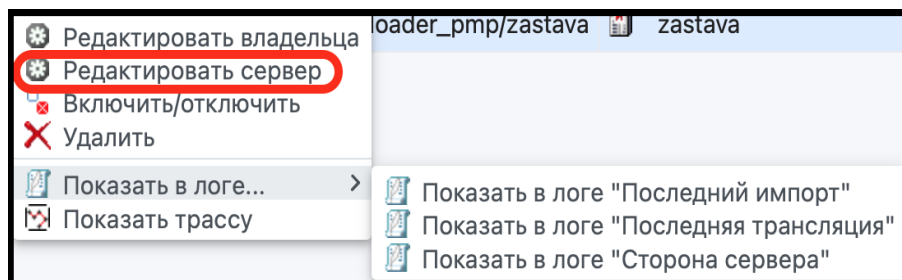 Редактировать владельца
loader_pmp/zastava zastava
Редактировать сервер
Включить/отключить
Удалить
Показать в логе... >
Показать трассу
Показать в логе "Последний импорт"
Показать в логе "Последняя трансляция"
Показать в логе "Сторона сервера"